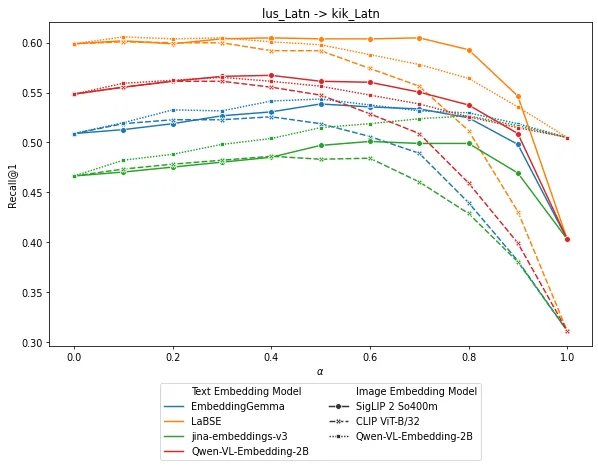 lus_Latn -> kik_Latn
Recall@1
0.60
0.55
0.50
0.45
0.40
0.35
0.30
0.0 0.2 0.4 0.6 0.8 1.0
α
Text Embedding Model
EmbeddingGemma
LaBSE
jina-embeddings-v3
Qwen-VL-Embedding-2B
Image Embedding Model
SigLIP 2 So400m
CLIP ViT-B/32
Qwen-VL-Embedding-2B